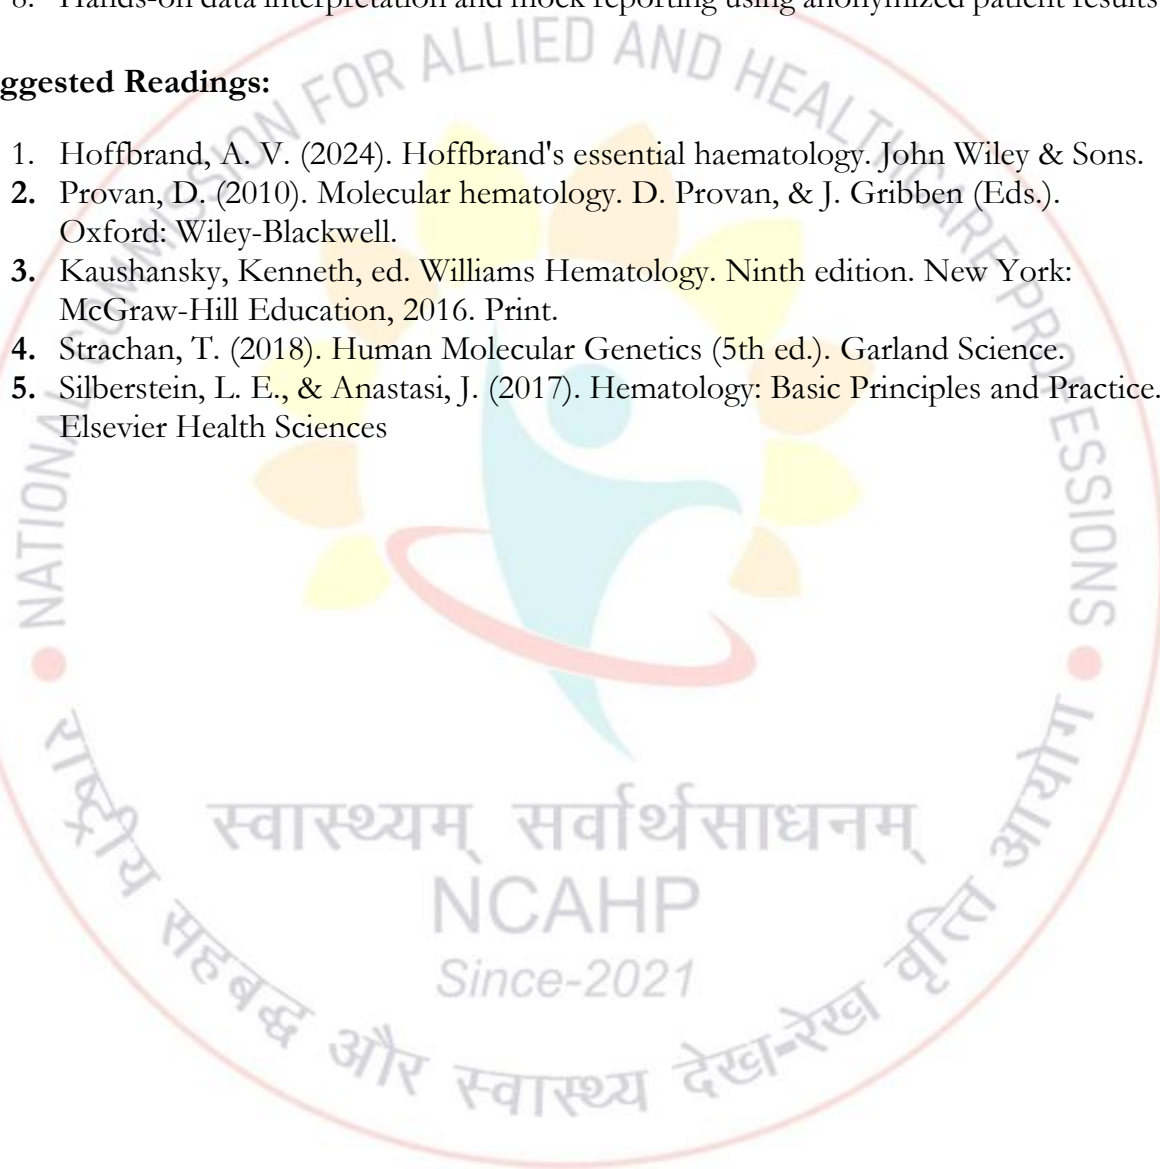 8. Hands-on data interpretation and mock reporting using anonymized patient results
ggested Readings:
1. Hoffbrand, A. V. (2024). Hoffbrand's essential haematology. John Wiley & Sons.
2. Provan, D. (2010). Molecular hematology. D. Provan, & J. Gribben (Eds.).
Oxford: Wiley-Blackwell.
3. Kaushansky, Kenneth, ed. Williams Hematology. Ninth edition. New York:
McGraw-Hill Education, 2016. Print.
4. Strachan, T. (2018). Human Molecular Genetics (5th ed.). Garland Science.
5. Silberstein, L. E., & Anastasi, J. (2017). Hematology: Basic Principles and Practice.
Elsevier Health Sciences
NATIONAL COMMISSION FOR ALLIED AND HEALTHCARE PROFESSIONS
स्वास्थ्यम् सर्वार्थसाधनम्
NCAHP
Since-2021
राष्ट्रीय सहबद्ध और स्वास्थ्य देख-रेख वृत्ति आयोग